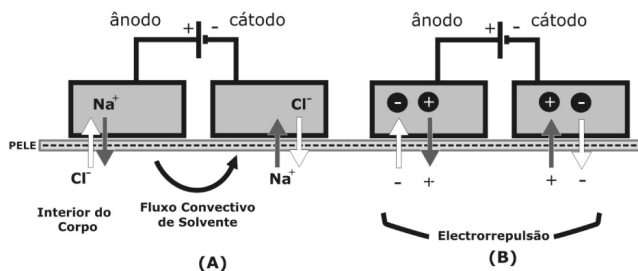 ânodo + - cátodo
ânodo + - cátodo
Na⁺ Cl⁻
- + + -
PELE
Cl⁻ Na⁺
- + + -
Interior do
Corpo
Fluxo Convectivo
de Solvente
Electrorrepulsão
(A)
(B)